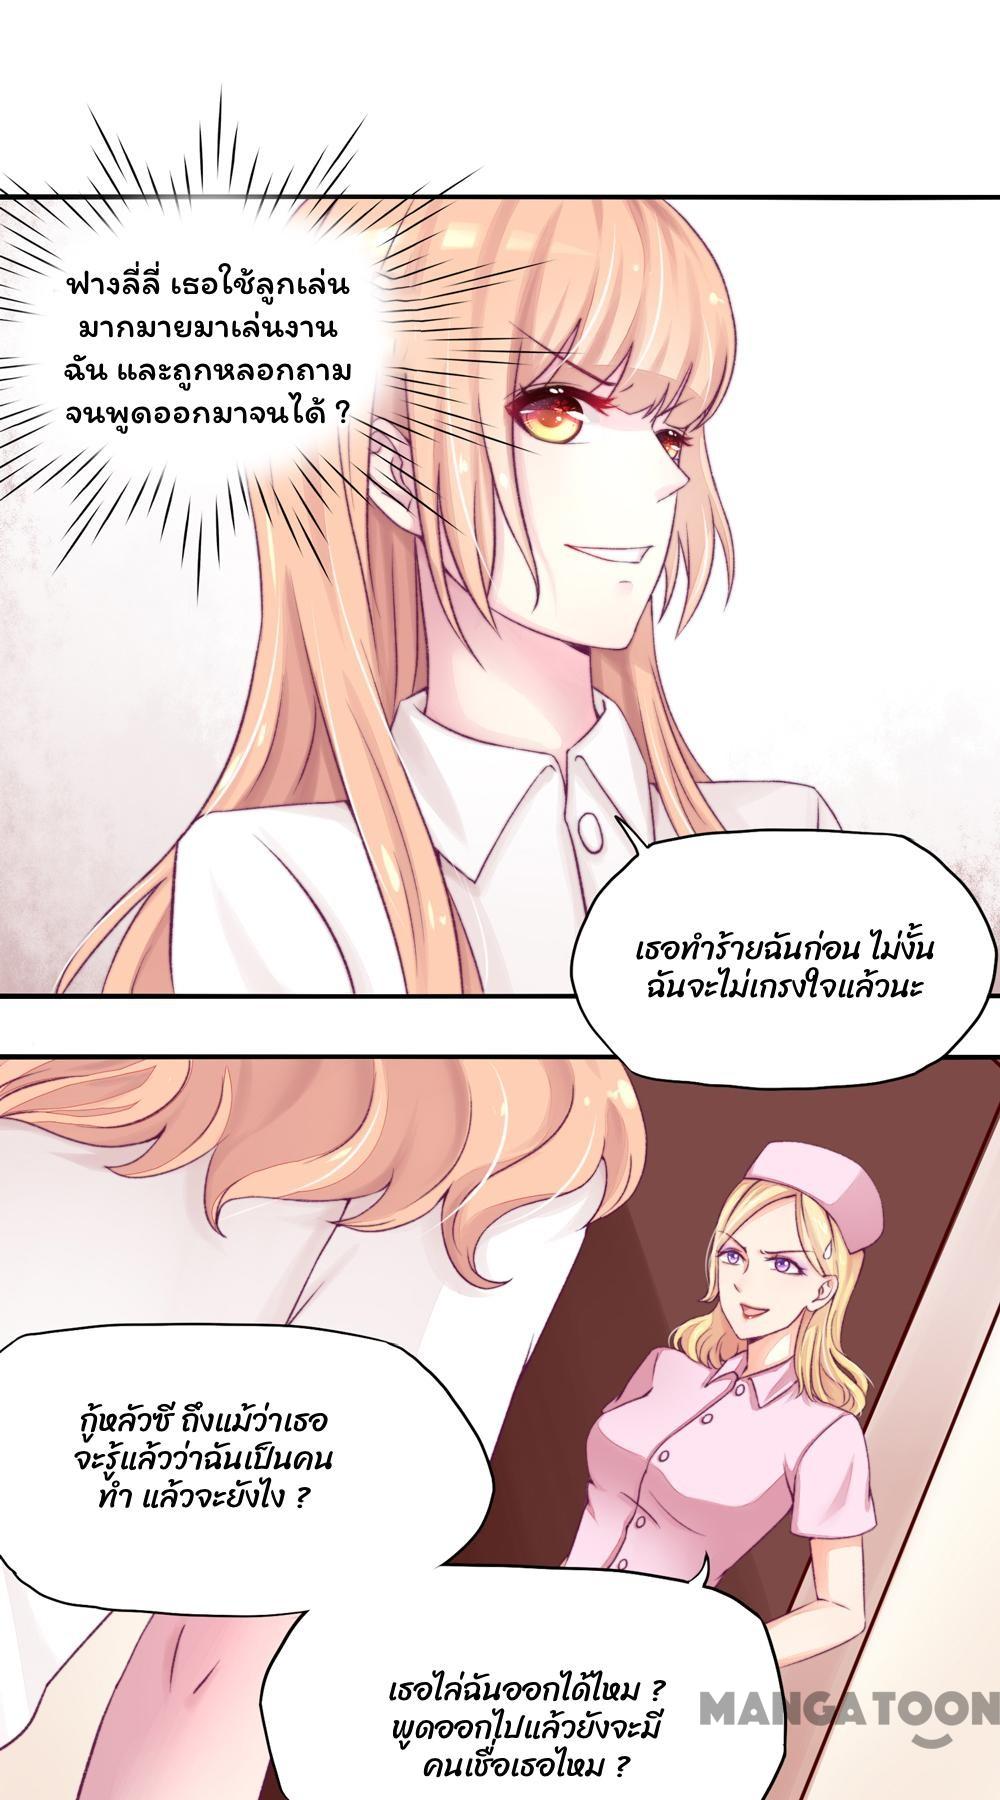 ฟางลี่ลี่ เธอใช้ลูกเล่น
มากมายมาเล่นงาน
ฉัน และถูกหลอกถาม
จนพูดออกมาจนได้ ?
เธอทำร้ายฉันก่อน ไม่งั้น
ฉันจะไม่เกรงใจแล้วนะ
กู้หลัวซี ถึงแม้ว่าเธอ
จะรู้แล้วว่าฉันเป็นคน
ทำ แล้วจะยังไง ?
เธอไล่ฉันออกได้ไหม ?
พูดออกไปแล้วยังจะมี
คนเชื่อเธอไหม ?
MANGATOON